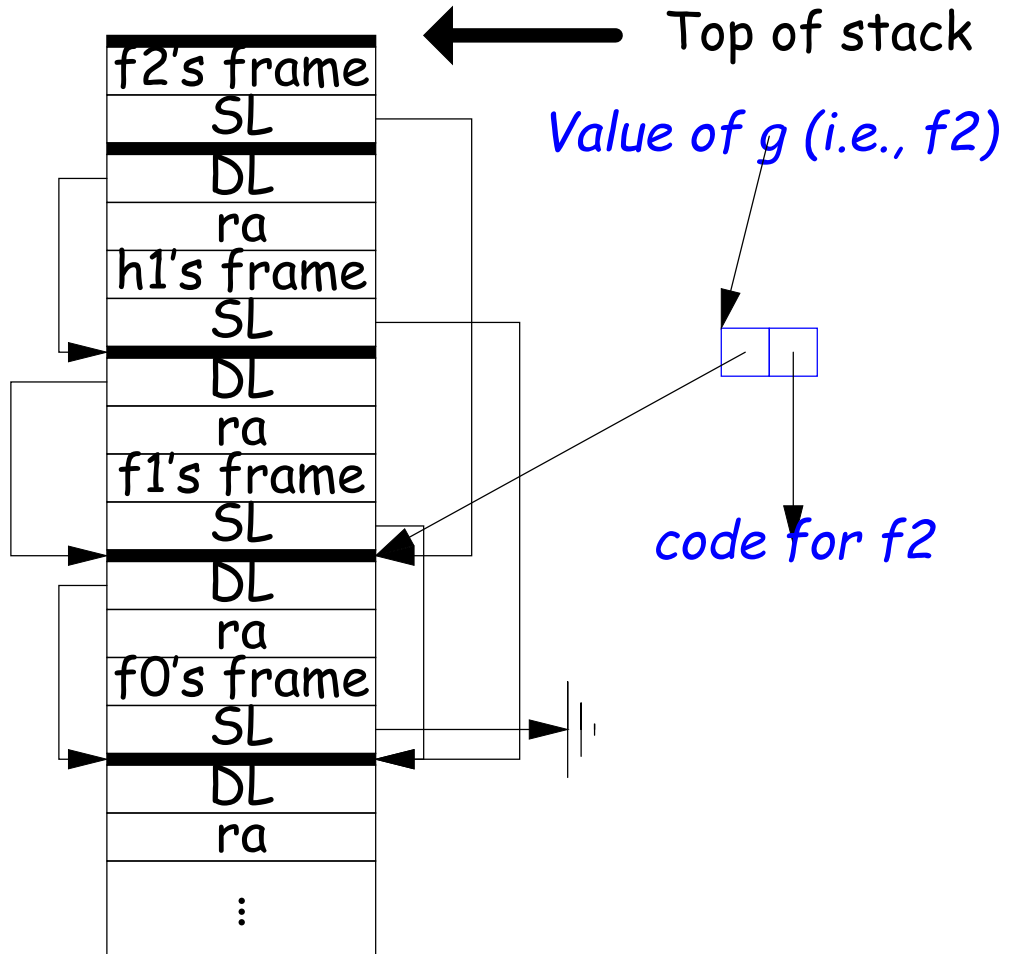 Top of stack
f2's frame
SL
Value of g (i.e., f2)
DL
ra
h1's frame
SL
DL
ra
f1's frame
SL
code for f2
DL
ra
f0's frame
SL
DL
ra
⋮